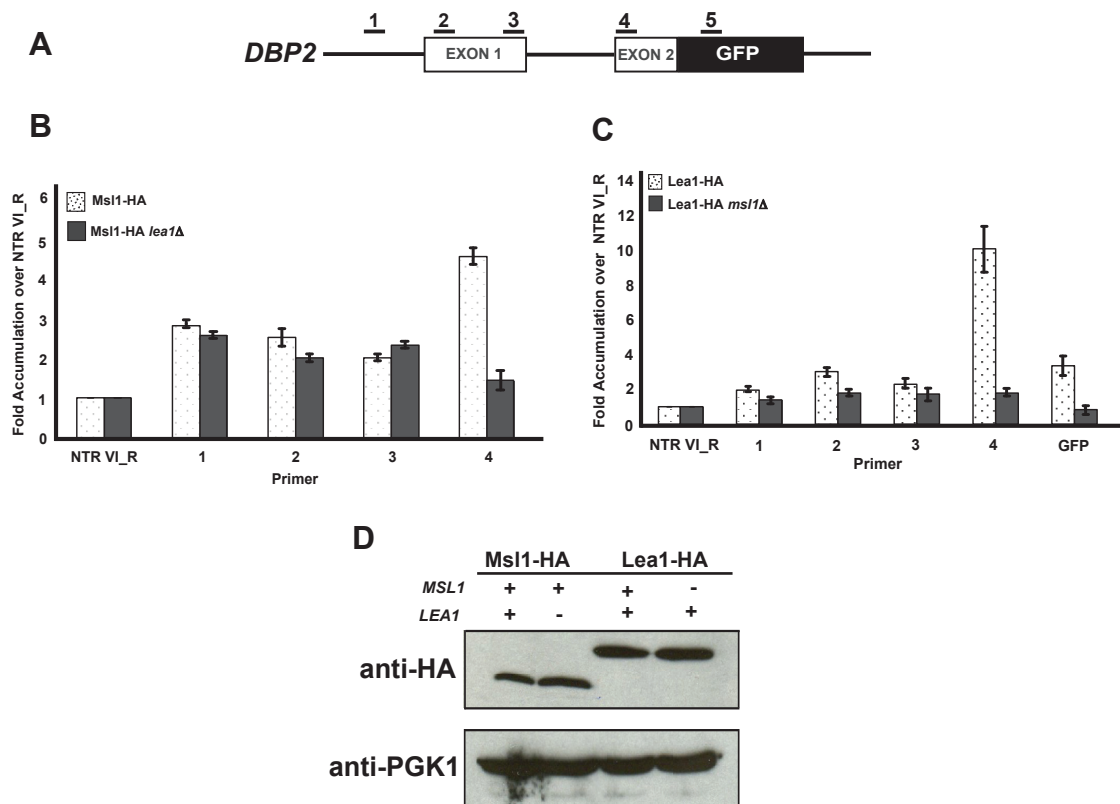 A
DBP2
1
2
3
4
5
EXON 1
EXON 2
GFP
B
Fold Accumulation over NTR VI_R
6
5
4
3
2
1
0
Msl1-HA
Msl1-HA lea1Δ
NTR VI_R
1
2
3
4
Primer
C
Fold Accumulation over NTR VI_R
14
12
10
8
6
4
2
0
Lea1-HA
Lea1-HA msl1Δ
NTR VI_R
1
2
3
4
GFP
Primer
D
Msl1-HA Lea1-HA
MSL1 + + + -
LEA1 + - + +
anti-HA
anti-PGK1